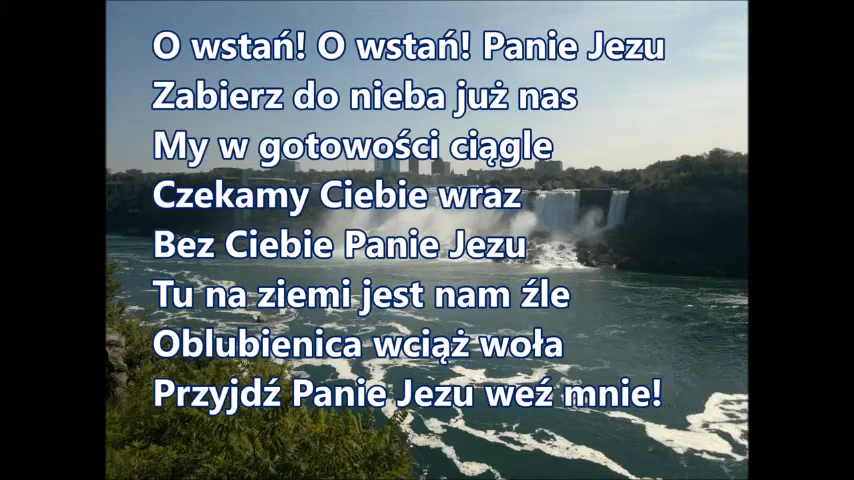 O wstań! O wstań! Panie Jezu
Zabierz do nieba już nas
My w gotowości ciągle
Czekamy Ciebie wraz
Bez Ciebie Panie Jezu
Tu na ziemi jest nam źle
Oblubienica wciąż woła
Przyjdź Panie Jezu weź mnie!